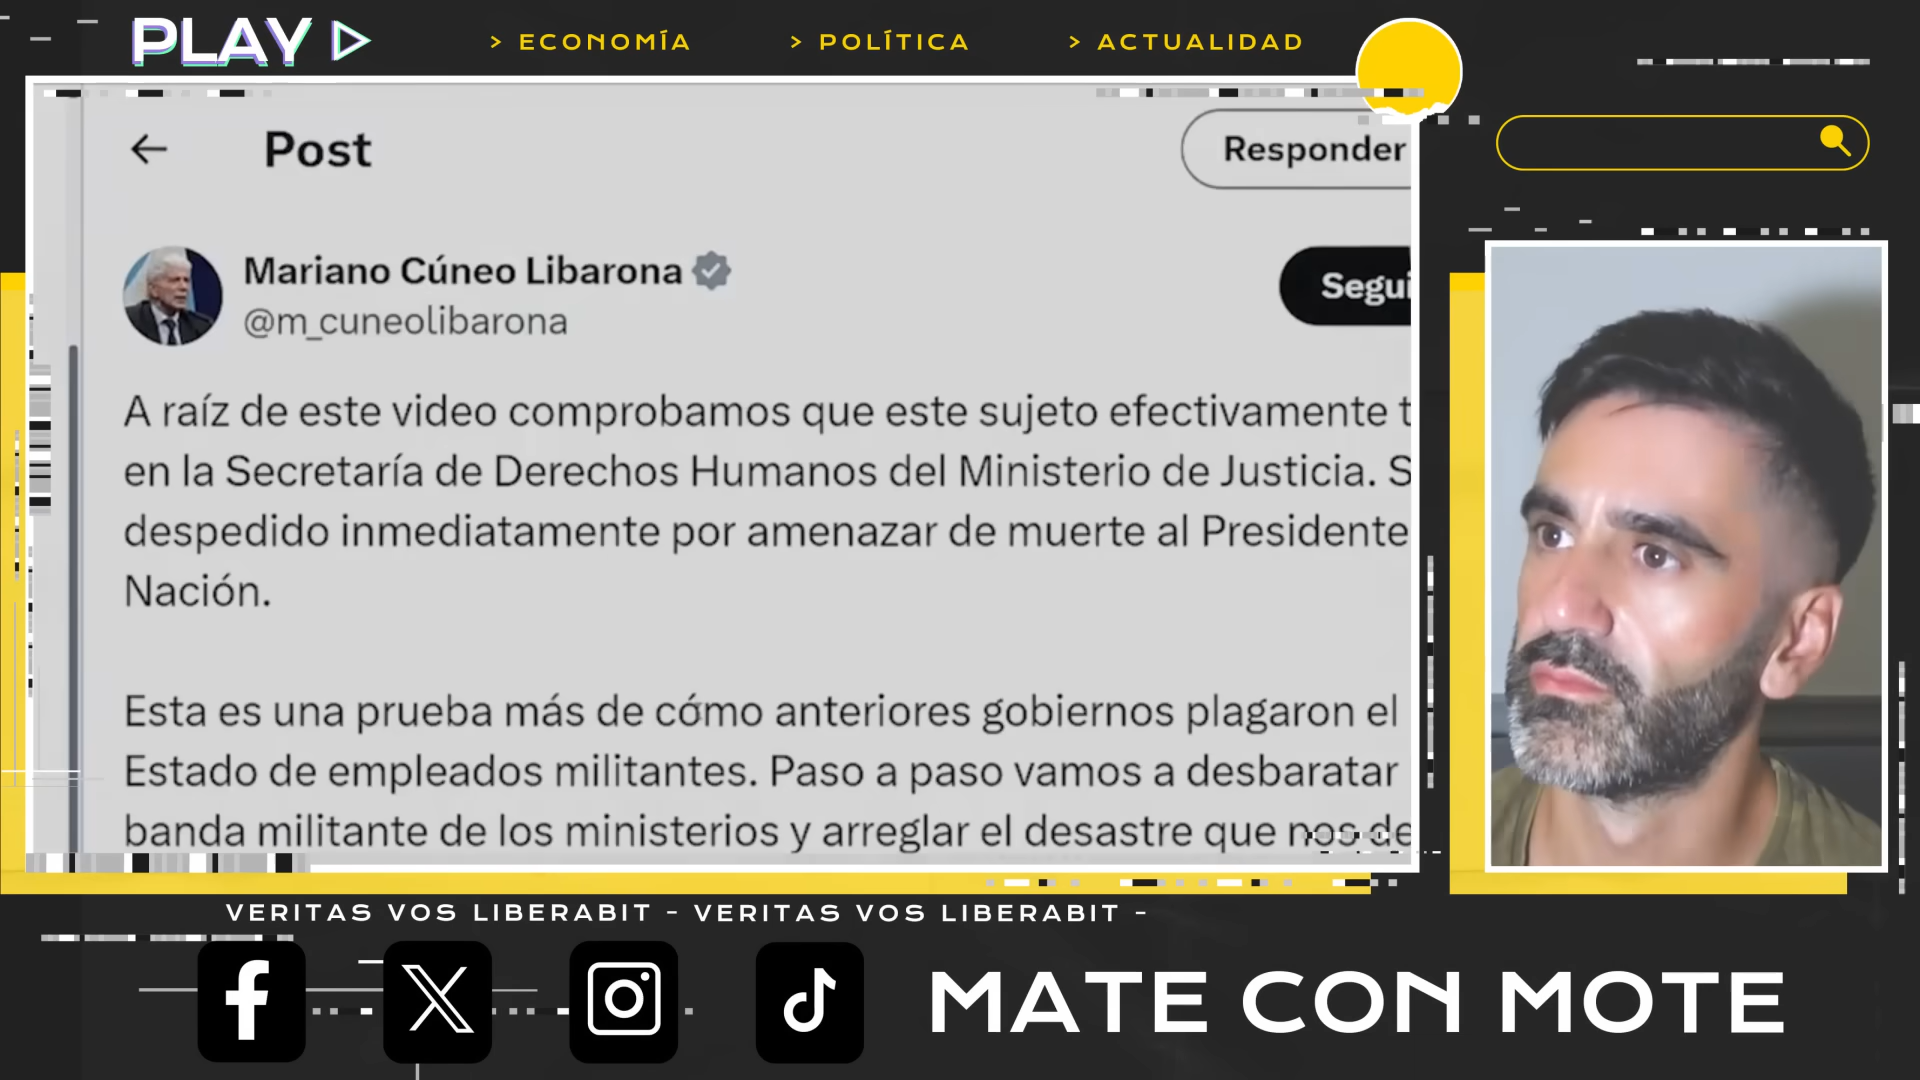 PLAY
> ECONOMÍA
> POLÍTICA
> ACTUALIDAD
Post
Responder
Mariano Cúneo Libarona
@m_cuneolibarona
Segui
A raíz de este video comprobamos que este sujeto efectivamente t
en la Secretaría de Derechos Humanos del Ministerio de Justicia. S
despedido inmediatamente por amenazar de muerte al Presidente
Nación.
Esta es una prueba más de cómo anteriores gobiernos plagaron el
Estado de empleados militantes. Paso a paso vamos a desbaratar
banda militante de los ministerios y arreglar el desastre que nos de
VERITAS VOS LIBERABIT - VERITAS VOS LIBERABIT -
MATE CON MOTE